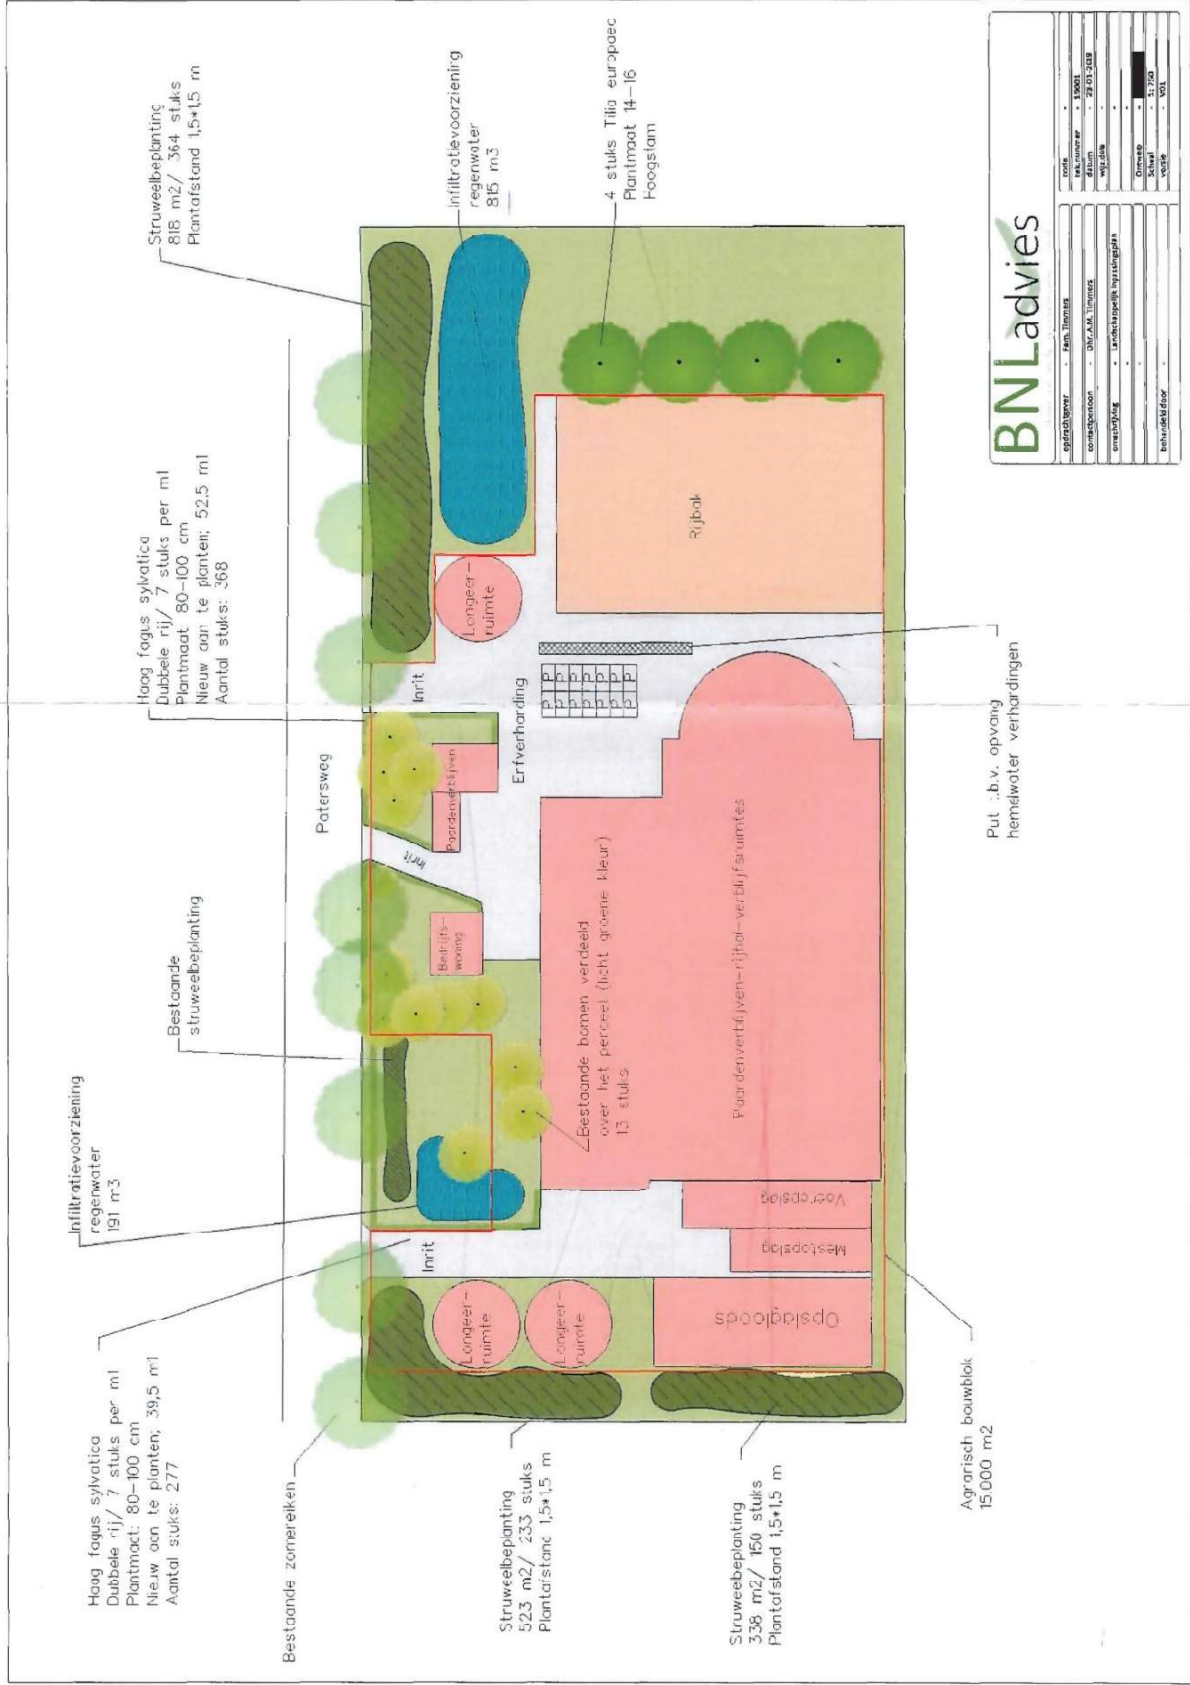 Haag fagus sylvatica
Dubbele rij/ 7 stuks per ml
Plantmaat: 80-100 cm
Nieuw aan te planten; 39,5 ml
Aantal stuks: 277
Infiltratievoorziening
regenwater
191 m3
Bestaande
struweelbeplanting
Haag fagus sylvatica
Dubbele rij/ 7 stuks per ml
Plantmaat 80-100 cm
Nieuw aan te planten; 52,5 ml
Aantal stuks: 368
Struweelbeplanting
818 m2/ 364 stuks
Plantafstand 1,5*1,5 m
Bestaande zomereiken
Patersweg
Infiltratievoorziening
regenwater
815 m3
4 stuks Tilia europaec
Plantmaat 14-16
Hoogstam
Inrit
Inrit
Inrit
Longeer-
ruimte
Longeer-
ruimte
Longeer-
ruimte
Bedrijfs-
woning
Paardenverblijven
Erfverharding
P P P P P P P
P P P P P P P
Bestaande bomen verdeeld
over het perceel (licht groene kleur)
13 stuks
Rijbak
Opslagloods
Mestopslag
Voeropslag
Paardenverblijven-rijhal-verblijfsruimtes
Struweelbeplanting
523 m2/ 233 stuks
Plantafstand 1,5*1,5 m
Struweebeplanting
338 m2/ 150 stuks
Plantafstand 1,5*1,5 m
Agrarisch bouwblok
15.000 m2
Put t.b.v. opvang
hemelwater verhardingen
BNLadvies
opdrachtgever - Fam. Timmers
contactpersoon - Dhr. A.M. Timmers
omschrijving - Landschappelijk inpassingsplan
behandeld door -
code -
tek.nummer - 19001
datum - 23-01-2019
wijz.data -
Ontwerp -
Schaal - 1:750
versie - V01